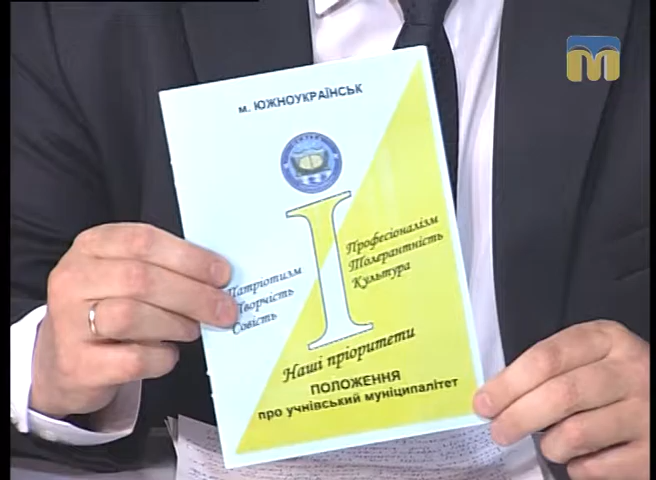 м. ЮЖНОУКРАЇНСЬК
І
Професіоналізм
Толерантність
Культура
Патріотизм
Творчість
Совість
Наші пріоритети
ПОЛОЖЕННЯ
про учнівський муніципалітет